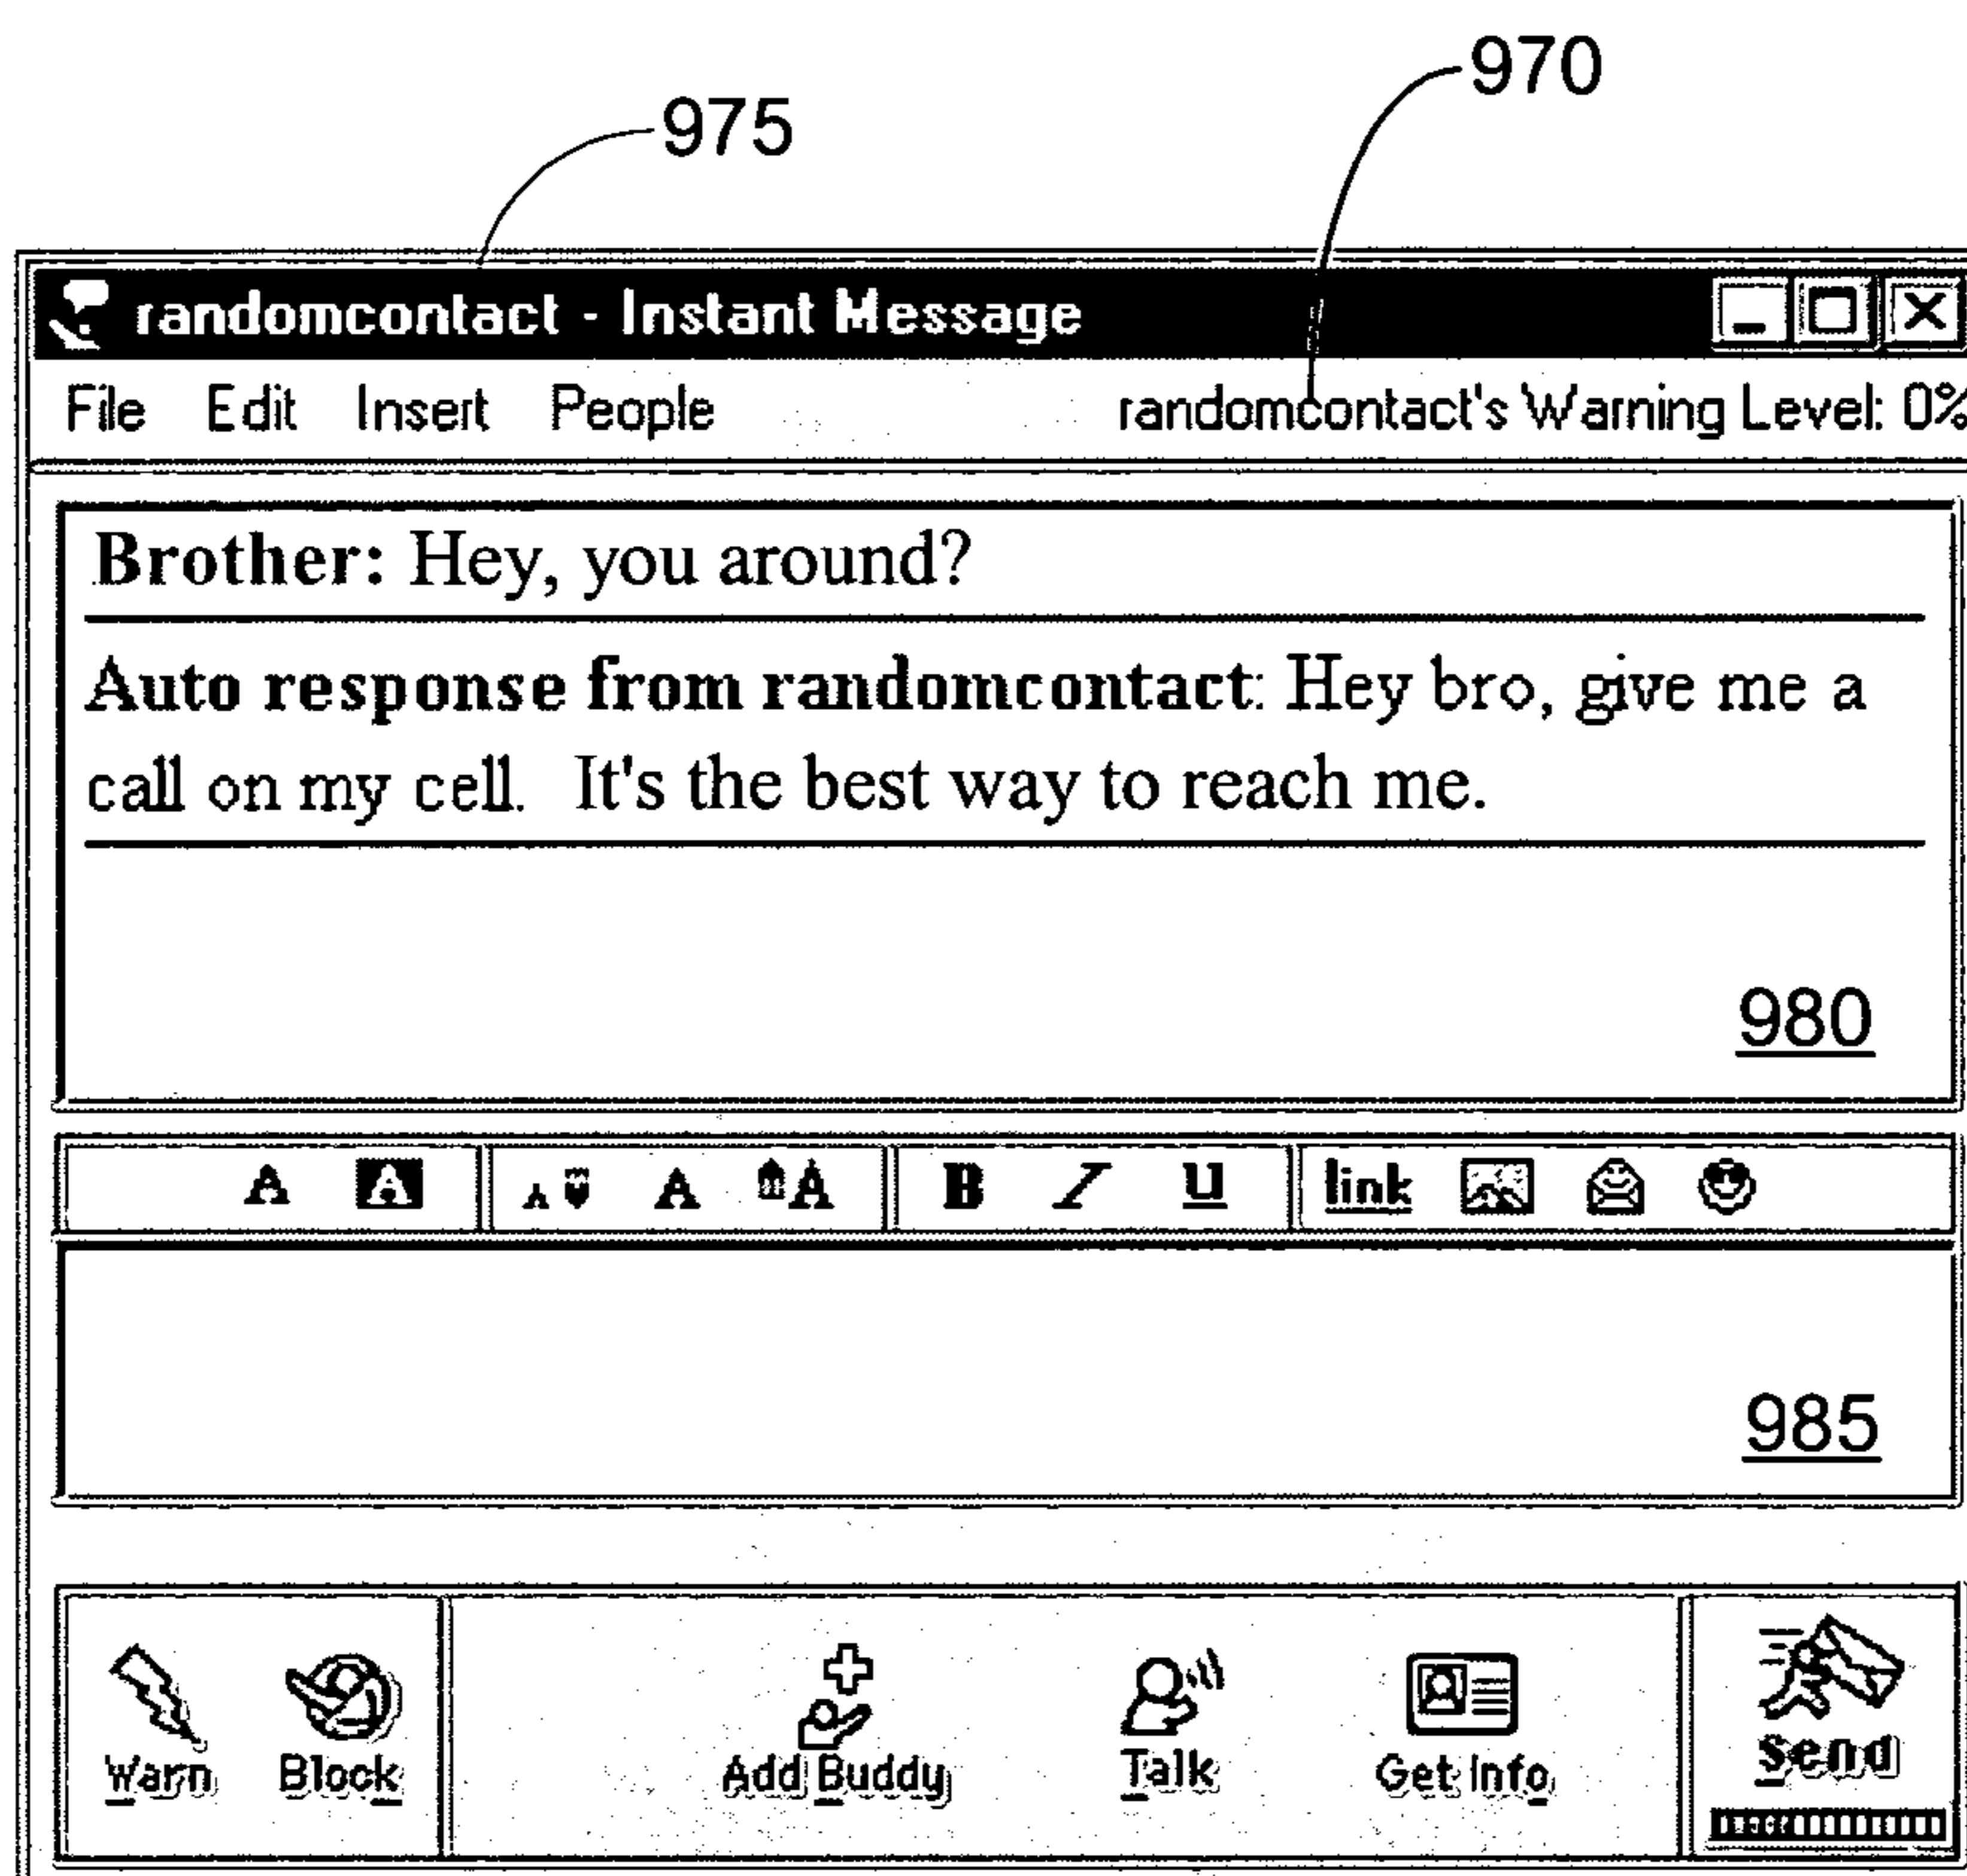 970
975
randomcontact - Instant Message
File Edit Insert People randomcontact's Warning Level: 0%
Brother: Hey, you around?
Auto response from randomcontact: Hey bro, give me a
call on my cell. It's the best way to reach me.
980
A A A A A B I U link
985
Warn Block Add Buddy Talk Get Info Send